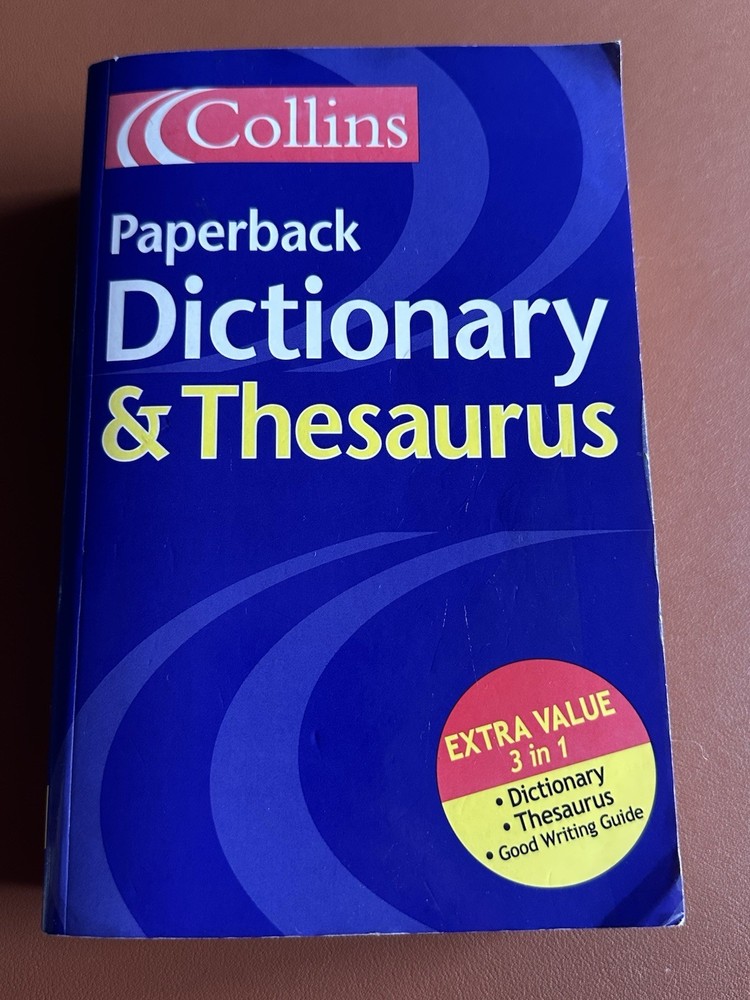 Collins
Paperback
Dictionary
& Thesaurus
EXTRA VALUE
3 in 1
• Dictionary
• Thesaurus
• Good Writing Guide